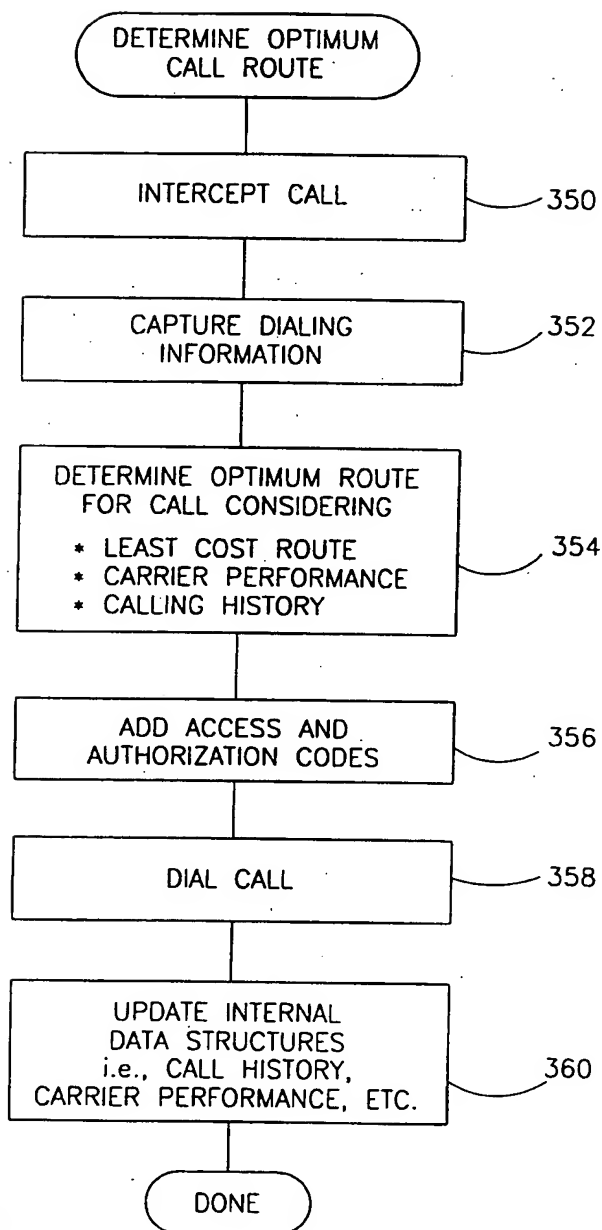 DETERMINE OPTIMUM
CALL ROUTE
INTERCEPT CALL
350
CAPTURE DIALING
INFORMATION
352
DETERMINE OPTIMUM ROUTE
FOR CALL CONSIDERING
* LEAST COST ROUTE
* CARRIER PERFORMANCE
* CALLING HISTORY
354
ADD ACCESS AND
AUTHORIZATION CODES
356
DIAL CALL
358
UPDATE INTERNAL
DATA STRUCTURES
i.e., CALL HISTORY,
CARRIER PERFORMANCE, ETC.
360
DONE